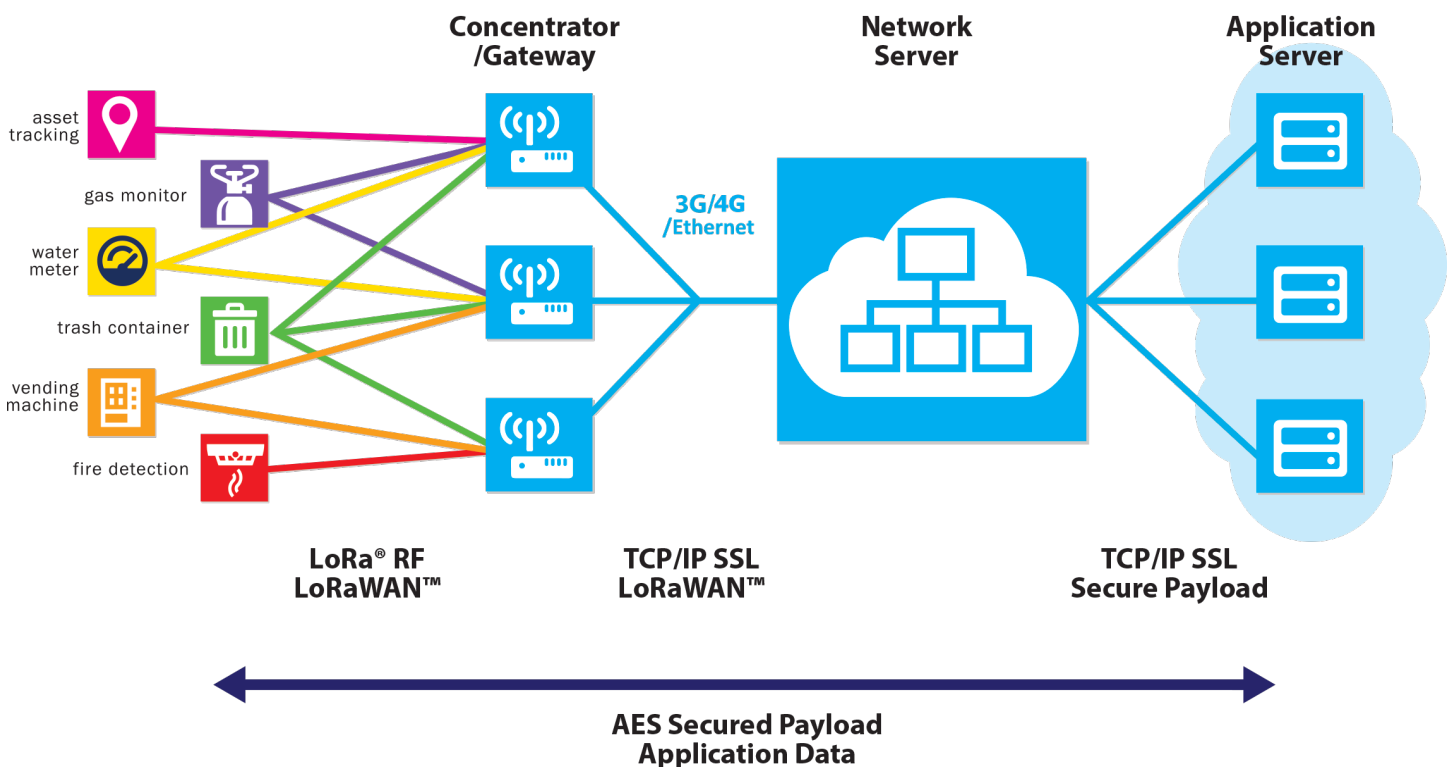 Concentrator
/Gateway
Network
Server
Application
Server
asset
tracking
gas monitor
water
meter
trash container
vending
machine
fire detection
3G/4G
/Ethernet
LoRa® RF
LoRaWAN™
TCP/IP SSL
LoRaWAN™
TCP/IP SSL
Secure Payload
AES Secured Payload
Application Data